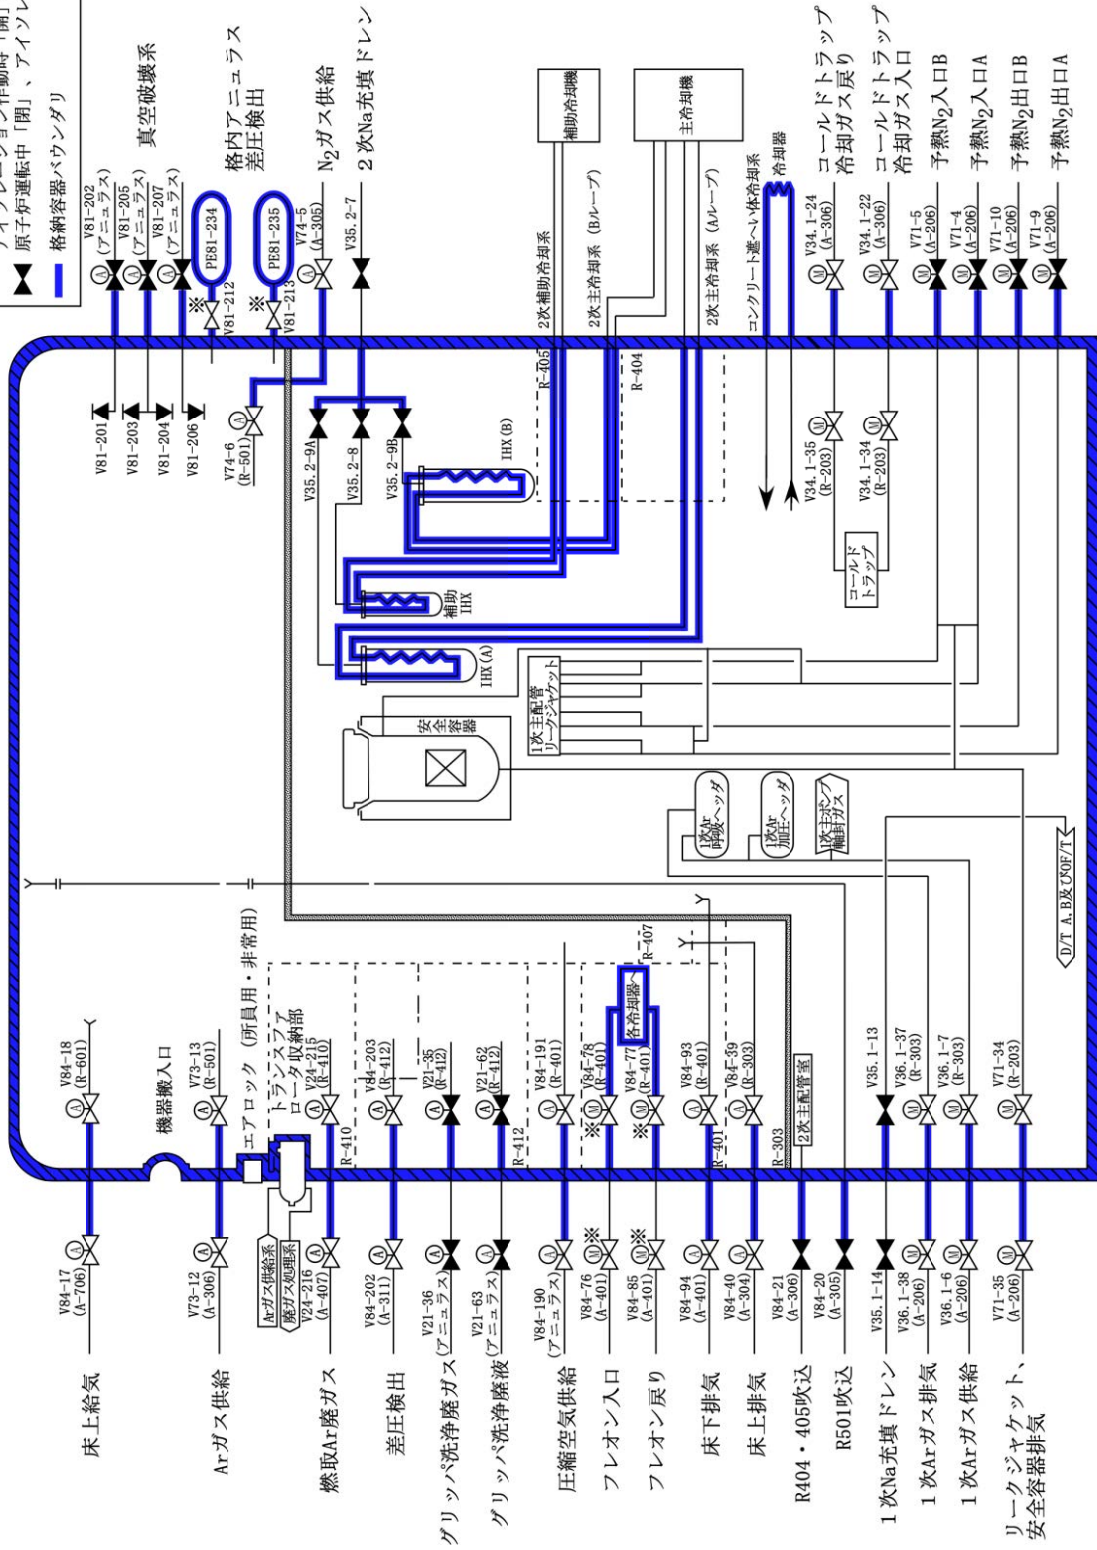 アイソレーション作動時「開」
原子炉運転中「閉」、アイソレ
格納容器バウンダリ
床上給気
V84-17
(A-706)
V84-18
(R-601)
機器搬入口
Arガス供給
V73-12
(A-306)
V73-13
(R-501)
エアロック (所員用・非常用)
トランスファ
ロータ収納部
Arガス供給系
廃ガス処理系
燃取Ar廃ガス
V24-216
(A-407)
V24-215
(R-410)
R-410
差圧検出
V84-202
(A-311)
V84-203
(R-412)
グリッパ洗浄廃ガス
V21-36
(アニュラス)
V21-35
(R-412)
グリッパ洗浄廃液
V21-63
(アニュラス)
V21-62
(R-412)
R-412
圧縮空気供給
V84-190
(アニュラス)
V84-191
(R-401)
フレオン入口
V84-76
(A-401)
※
V84-78
(R-401)
※
フレオン戻り
V84-85
(A-401)
※
V84-77
(R-401)
※
各冷却器へ
R-407
床下排気
V84-94
(A-401)
V84-93
(R-401)
R-401
床上排気
V84-40
(A-304)
V84-39
(R-303)
R-303
R404・405吹込
V84-21
(A-306)
2次主配管室
R501吹込
V84-20
(A-305)
1次Na充填ドレン
V35.1-14
V35.1-13
1次Arガス排気
V36.1-38
(A-206)
V36.1-37
(R-303)
1次Arガス供給
V36.1-6
(A-206)
V36.1-7
(R-303)
リークジャケット、
安全容器排気
V71-35
(A-206)
V71-34
(R-203)
D/T A.B及びOF/T
1次Ar
呼吸ヘッダ
1次Ar
加圧ヘッダ
1次主ポンプ
軸封ガス
安全
容器
1次主配管
リークジャケット
IHX(A)
補助
IHX
IHX(B)
V81-201
V81-203
V81-204
V81-206
V81-202
(アニュラス)
V81-205
(アニュラス)
V81-207
(アニュラス)
真空破壊系
PE81-234
※
V81-212
PE81-235
※
V81-213
格内アニュラス
差圧検出
V74-6
(R-501)
V74-5
(A-305)
N₂ガス供給
V35.2-9A
V35.2-8
V35.2-9B
V35.2-7
2次Na充填ドレン
R-405
R-404
2次補助冷却系
補助冷却機
2次主冷却系 (Bループ)
2次主冷却系 (Aループ)
主冷却機
コンクリート遮へい体冷却系
冷却器
コールド
トラップ
V34.1-35
(R-203)
V34.1-24
(A-306)
コールドトラップ
冷却ガス戻り
V34.1-34
(R-203)
V34.1-22
(A-306)
コールドトラップ
冷却ガス入口
V71-5
(A-206)
予熱N₂入口B
V71-4
(A-206)
予熱N₂入口A
V71-10
(A-206)
予熱N₂出口B
V71-9
(A-206)
予熱N₂出口A